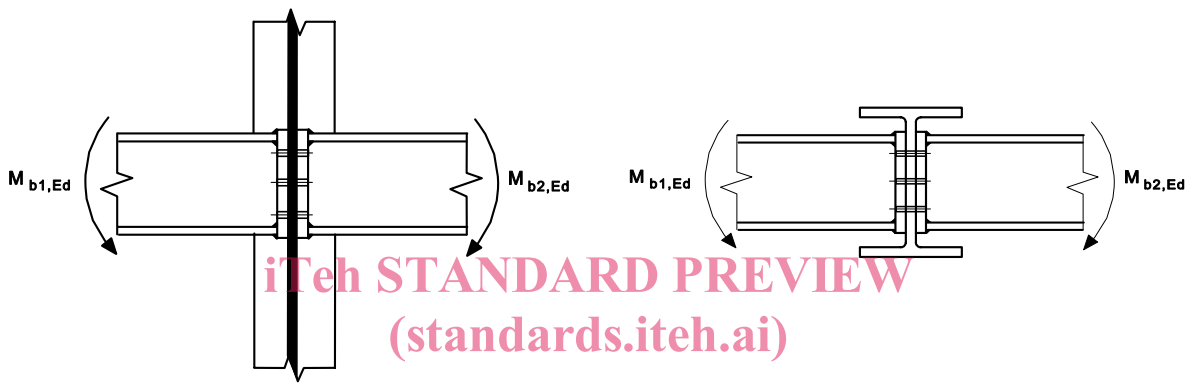 M b1,Ed
M b2,Ed
M b1,Ed
M b2,Ed
iTeh STANDARD PREVIEW
(standards.iteh.ai)